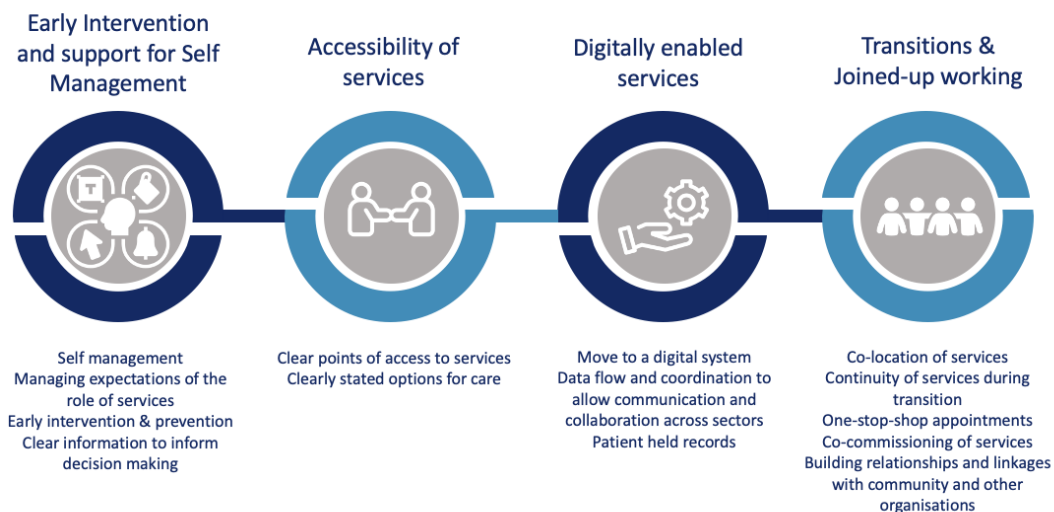 Early Intervention
and support for Self
Management
Accessibility of
services
Digitally enabled
services
Transitions &
Joined-up working
T
Self management
Managing expectations of the
role of services
Early intervention & prevention
Clear information to inform
decision making
Clear points of access to services
Clearly stated options for care
Move to a digital system
Data flow and coordination to
allow communication and
collaboration across sectors
Patient held records
Co-location of services
Continuity of services during
transition
One-stop-shop appointments
Co-commissioning of services
Building relationships and linkages
with community and other
organisations